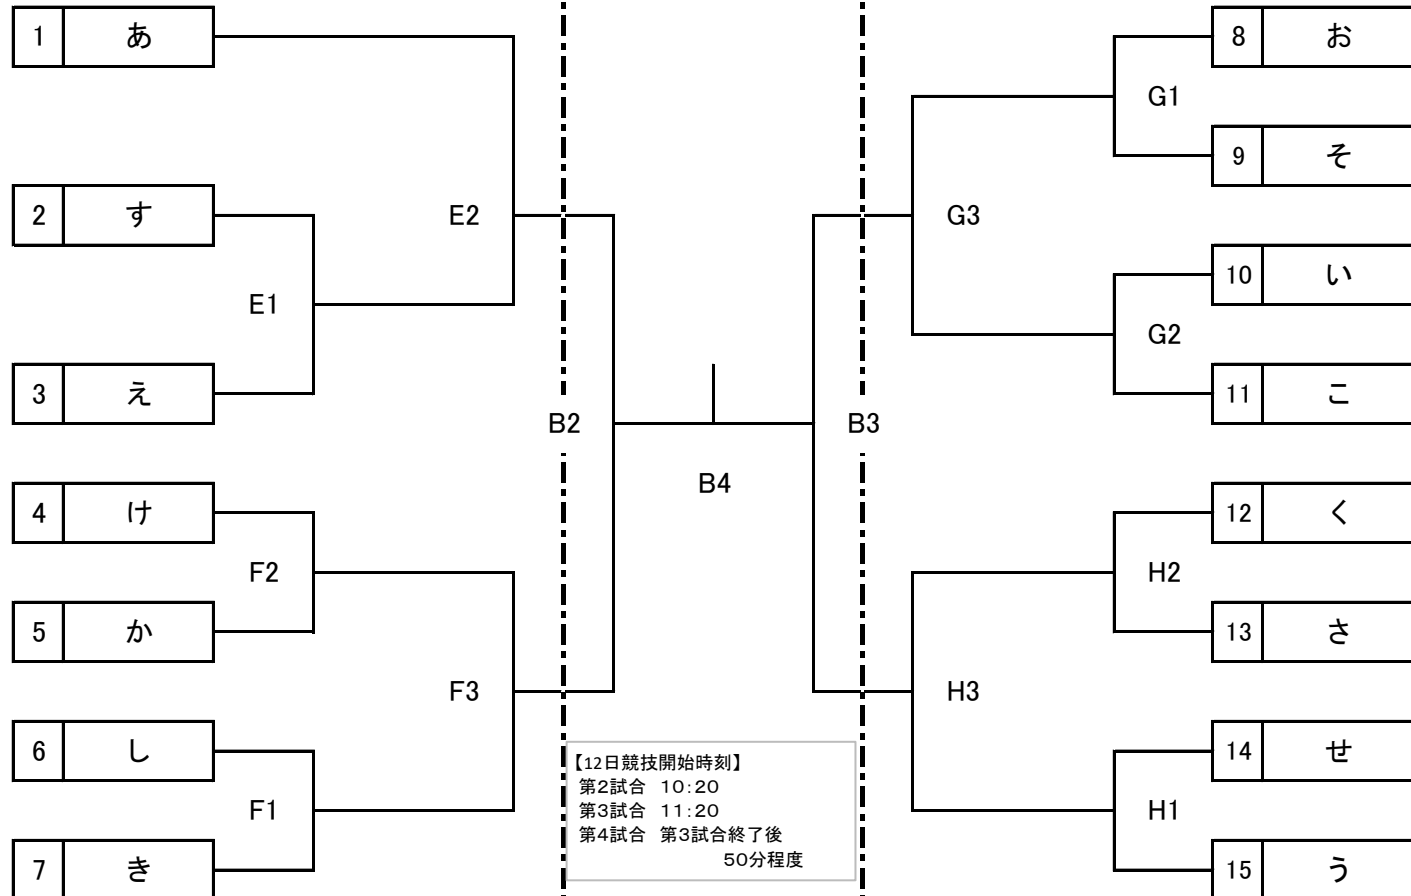 1 あ
2 す
3 え
4 け
5 か
6 し
7 き
E1
E2
F2
F1
F3
B2
B4
B3
G3
H3
G1
G2
H2
H1
8 お
9 そ
10 い
11 こ
12 く
13 さ
14 せ
15 う
【12日競技開始時刻】
第2試合 10:20
第3試合 11:20
第4試合 第3試合終了後
50分程度